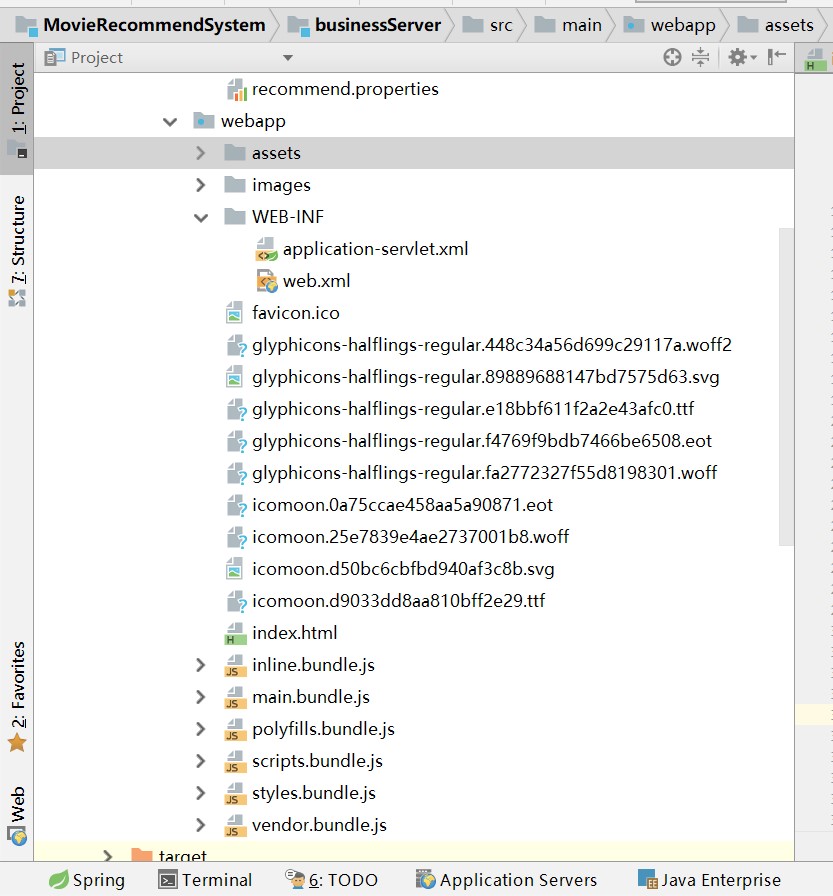 MovieRecommendSystem businessServer src main webapp assets
Project
1: Project
7: Structure
2: Favorites
Web
recommend.properties
webapp
assets
images
WEB-INF
application-servlet.xml
web.xml
favicon.ico
glyphicons-halflings-regular.448c34a56d699c29117a.woff2
glyphicons-halflings-regular.89889688147bd7575d63.svg
glyphicons-halflings-regular.e18bbf611f2a2e43afc0.ttf
glyphicons-halflings-regular.f4769f9bdb7466be6508.eot
glyphicons-halflings-regular.fa2772327f55d8198301.woff
icomoon.0a75ccae458aa5a90871.eot
icomoon.25e7839e4ae2737001b8.woff
icomoon.d50bc6cbfbd940af3c8b.svg
icomoon.d9033dd8aa810bff2e29.ttf
index.html
inline.bundle.js
main.bundle.js
polyfills.bundle.js
scripts.bundle.js
styles.bundle.js
vendor.bundle.js
target
Spring Terminal 6: TODO Application Servers Java Enterprise